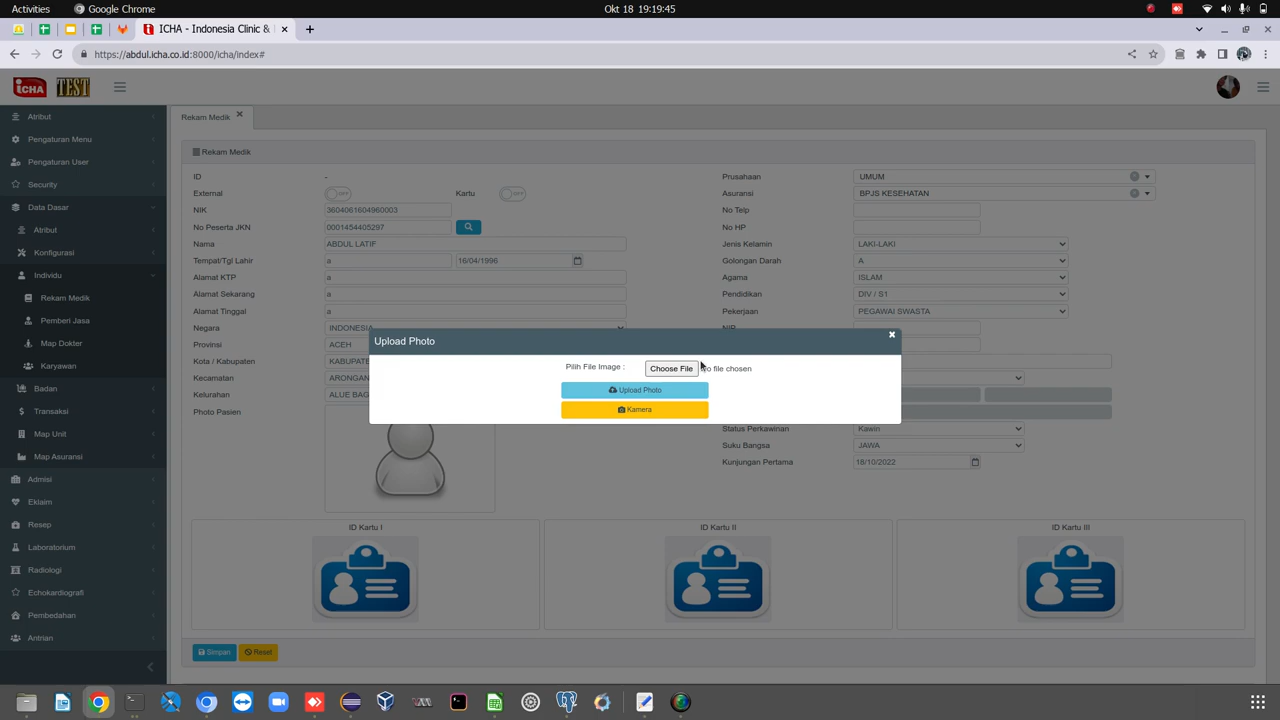 Activities
Google Chrome
Okt 18 19:19:45
ICHA - Indonesia Clinic &
https://abdul.icha.co.id:8000/icha/index#
iCHA
TEST
Atribut
Pengaturan Menu
Pengaturan User
Security
Data Dasar
Atribut
Konfigurasi
Individu
Rekam Medik
Pemberi Jasa
Map Dokter
Karyawan
Badan
Transaksi
Map Unit
Map Asuransi
Admisi
Eklaim
Resep
Laboratorium
Radiologi
Echokardiografi
Pembedahan
Antrian
Rekam Medik
Rekam Medik
ID -
External OFF Kartu OFF
NIK 3604061604960003
No Peserta JKN 0001454405297
Nama ABDUL LATIF
Tempat/Tgl Lahir a 16/04/1996
Alamat KTP a
Alamat Sekarang a
Alamat Tinggal a
Negara INDONESIA
Provinsi ACEH
Kota / Kabupaten KABUPATE
Kecamatan ARONGAN
Kelurahan ALUE BAG
Photo Pasien
Prusahaan UMUM
Asuransi BPJS KESEHATAN
No Telp
No HP
Jenis Kelamin LAKI-LAKI
Golongan Darah A
Agama ISLAM
Pendidikan DIV / S1
Pekerjaan PEGAWAI SWASTA
NIP
Status Perkawinan Kawin
Suku Bangsa JAWA
Kunjungan Pertama 18/10/2022
Upload Photo
Pilih File Image : Choose File No file chosen
Upload Photo
Kamera
ID Kartu I
ID Kartu II
ID Kartu III
Simpan
Reset